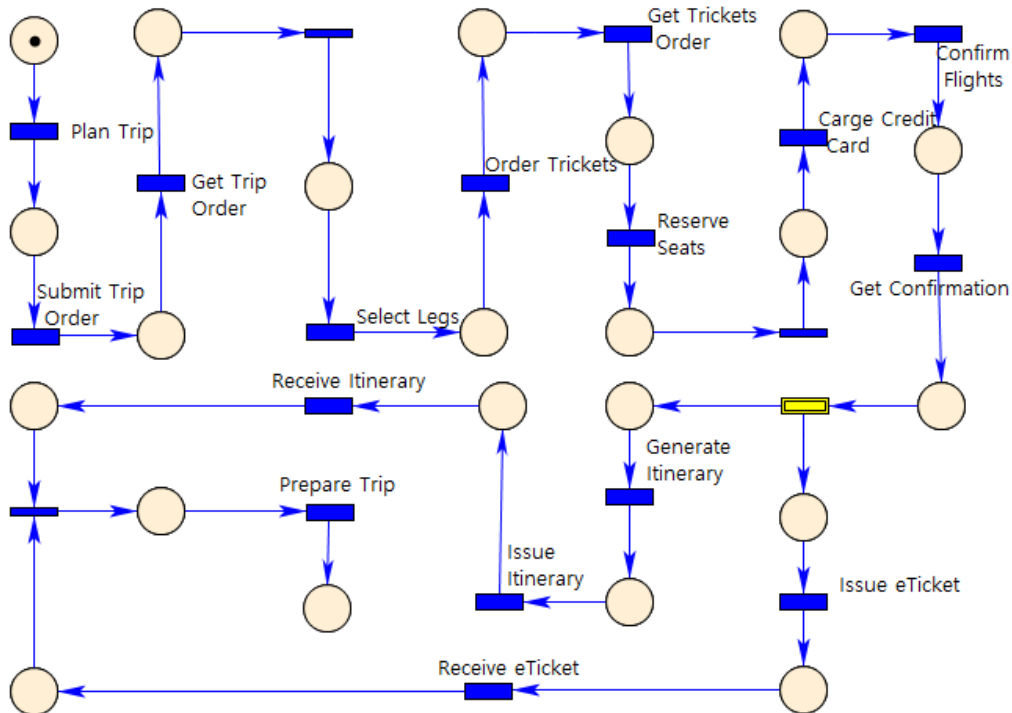 Get Trickets
Order
Confirm
Flights
Plan Trip
Carge Credit
Card
Get Trip
Order
Order Trickets
Reserve
Seats
Submit Trip
Order
Select Legs
Get Confirmation
Receive Itinerary
Generate
Itinerary
Prepare Trip
Issue
Itinerary
Issue eTicket
Receive eTicket